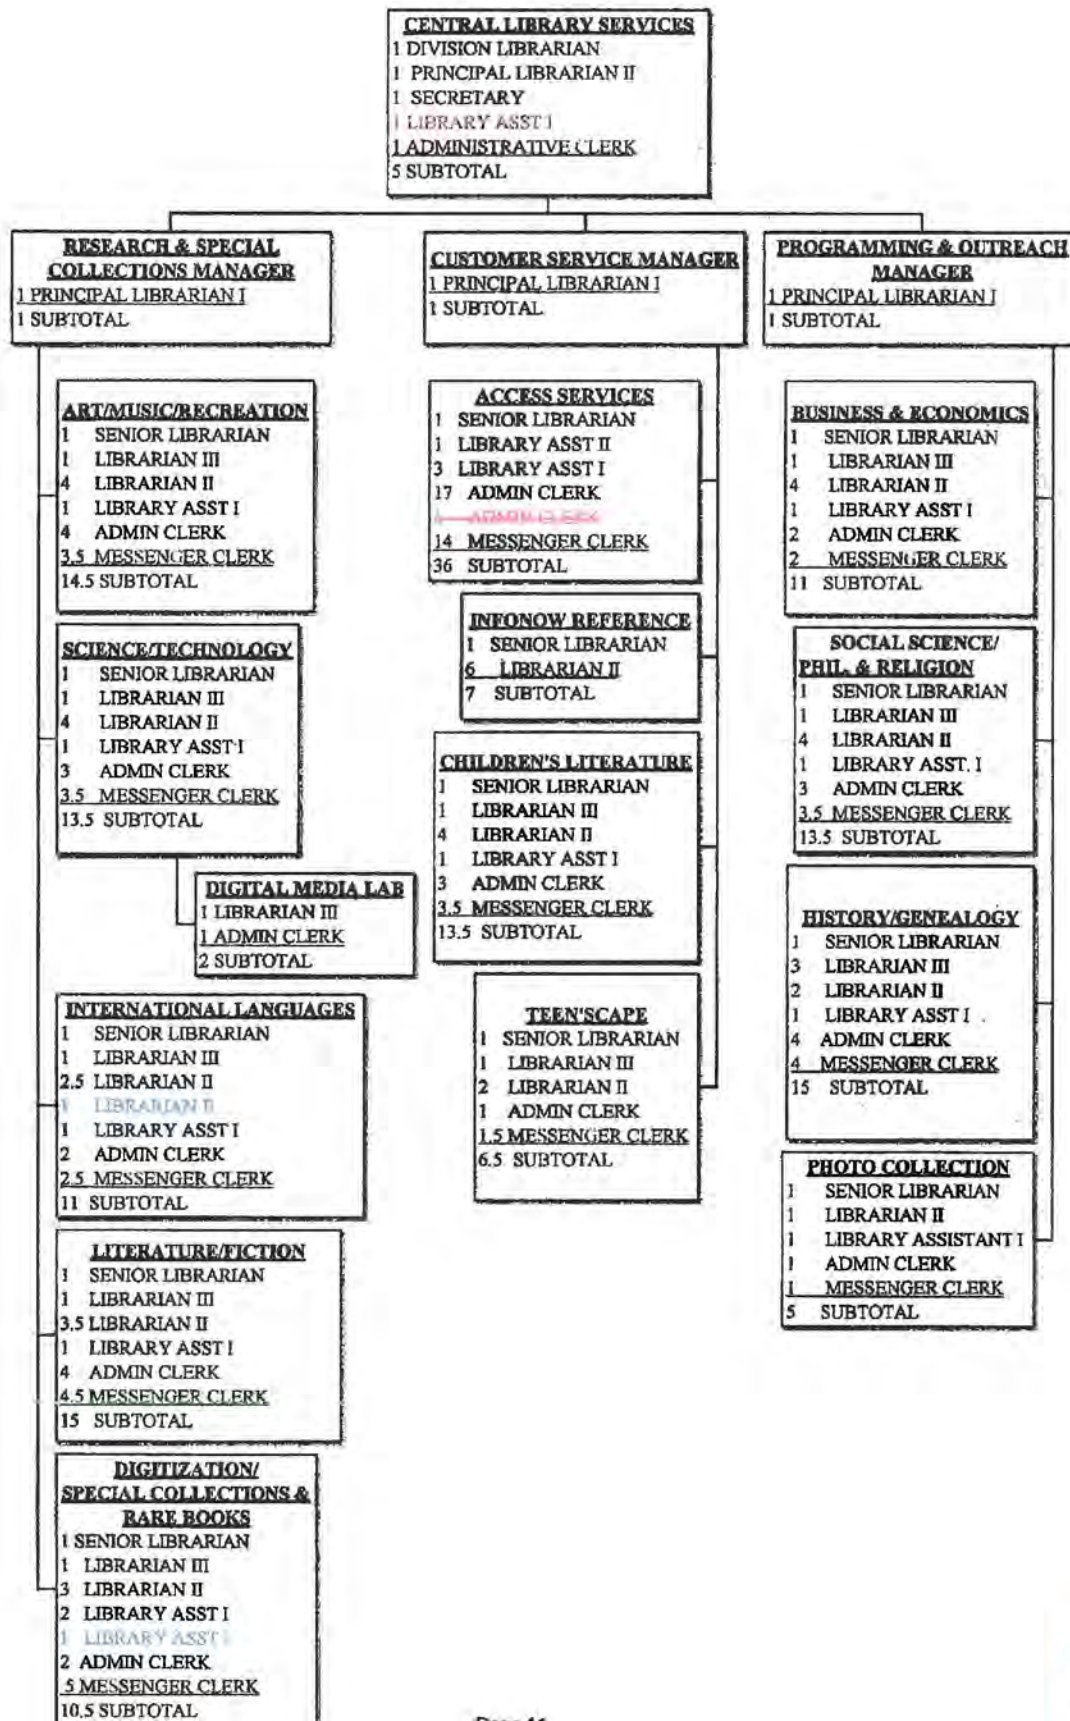 CENTRAL LIBRARY SERVICES
1 DIVISION LIBRARIAN
1 PRINCIPAL LIBRARIAN II
1 SECRETARY
1 LIBRARY ASST I
1 ADMINISTRATIVE CLERK
5 SUBTOTAL
RESEARCH & SPECIAL
COLLECTIONS MANAGER
1 PRINCIPAL LIBRARIAN I
1 SUBTOTAL
ART/MUSIC/RECREATION
1 SENIOR LIBRARIAN
1 LIBRARIAN III
4 LIBRARIAN II
1 LIBRARY ASST I
4 ADMIN CLERK
3.5 MESSENGER CLERK
14.5 SUBTOTAL
SCIENCE/TECHNOLOGY
1 SENIOR LIBRARIAN
1 LIBRARIAN III
4 LIBRARIAN II
1 LIBRARY ASST I
3 ADMIN CLERK
3.5 MESSENGER CLERK
13.5 SUBTOTAL
DIGITAL MEDIA LAB
1 LIBRARIAN III
1 ADMIN CLERK
2 SUBTOTAL
INTERNATIONAL LANGUAGES
1 SENIOR LIBRARIAN
1 LIBRARIAN III
2.5 LIBRARIAN II
1 LIBRARIAN II
1 LIBRARY ASST I
2 ADMIN CLERK
2.5 MESSENGER CLERK
11 SUBTOTAL
LITERATURE/FICTION
1 SENIOR LIBRARIAN
1 LIBRARIAN III
3.5 LIBRARIAN II
1 LIBRARY ASST I
4 ADMIN CLERK
4.5 MESSENGER CLERK
15 SUBTOTAL
DIGITIZATION/
SPECIAL COLLECTIONS &
RARE BOOKS
1 SENIOR LIBRARIAN
1 LIBRARIAN III
3 LIBRARIAN II
2 LIBRARY ASST I
1 LIBRARY ASST I
2 ADMIN CLERK
.5 MESSENGER CLERK
10.5 SUBTOTAL
CUSTOMER SERVICE MANAGER
1 PRINCIPAL LIBRARIAN I
1 SUBTOTAL
ACCESS SERVICES
1 SENIOR LIBRARIAN
1 LIBRARY ASST II
3 LIBRARY ASST I
17 ADMIN CLERK
ADMIN CLERK
14 MESSENGER CLERK
36 SUBTOTAL
INFONOW REFERENCE
1 SENIOR LIBRARIAN
6 LIBRARIAN II
7 SUBTOTAL
CHILDREN'S LITERATURE
1 SENIOR LIBRARIAN
1 LIBRARIAN III
4 LIBRARIAN II
1 LIBRARY ASST I
3 ADMIN CLERK
3.5 MESSENGER CLERK
13.5 SUBTOTAL
TEEN'SCAPE
1 SENIOR LIBRARIAN
1 LIBRARIAN III
2 LIBRARIAN II
1 ADMIN CLERK
1.5 MESSENGER CLERK
6.5 SUBTOTAL
PROGRAMMING & OUTREACH
MANAGER
1 PRINCIPAL LIBRARIAN I
1 SUBTOTAL
BUSINESS & ECONOMICS
1 SENIOR LIBRARIAN
1 LIBRARIAN III
4 LIBRARIAN II
1 LIBRARY ASST I
2 ADMIN CLERK
2 MESSENGER CLERK
11 SUBTOTAL
SOCIAL SCIENCE/
PHIL. & RELIGION
1 SENIOR LIBRARIAN
1 LIBRARIAN III
4 LIBRARIAN II
1 LIBRARY ASST. I
3 ADMIN CLERK
3.5 MESSENGER CLERK
13.5 SUBTOTAL
HISTORY/GENEALOGY
1 SENIOR LIBRARIAN
3 LIBRARIAN III
2 LIBRARIAN II
1 LIBRARY ASST I
4 ADMIN CLERK
4 MESSENGER CLERK
15 SUBTOTAL
PHOTO COLLECTION
1 SENIOR LIBRARIAN
1 LIBRARIAN II
1 LIBRARY ASSISTANT I
1 ADMIN CLERK
1 MESSENGER CLERK
5 SUBTOTAL